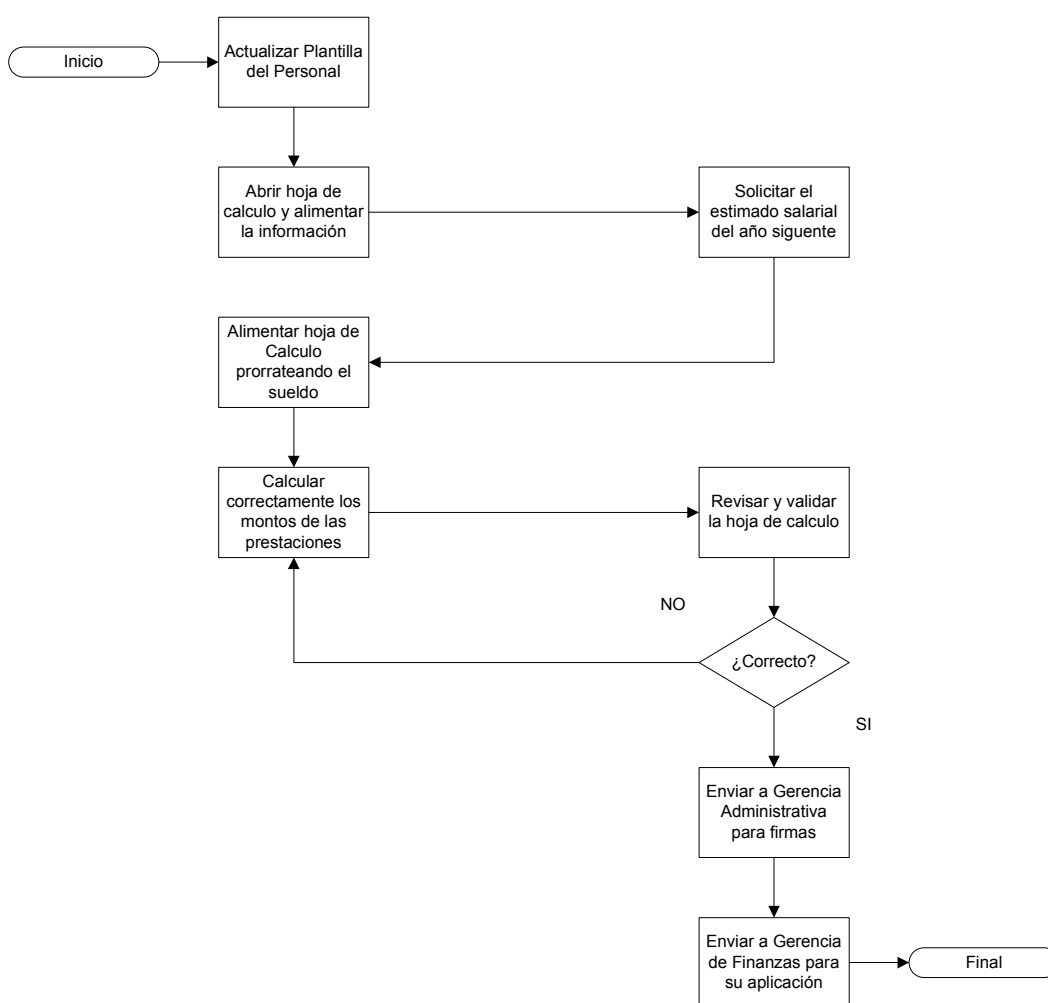 Inicio
Actualizar Plantilla
del Personal
Abrir hoja de
calculo y alimentar
la información
Solicitar el
estimado salarial
del año siguente
Alimentar hoja de
Calculo
prorrateando el
sueldo
Calcular
correctamente los
montos de las
prestaciones
Revisar y validar
la hoja de calculo
NO
¿Correcto?
SI
Enviar a Gerencia
Administrativa
para firmas
Enviar a Gerencia
de Finanzas para
su aplicación
Final